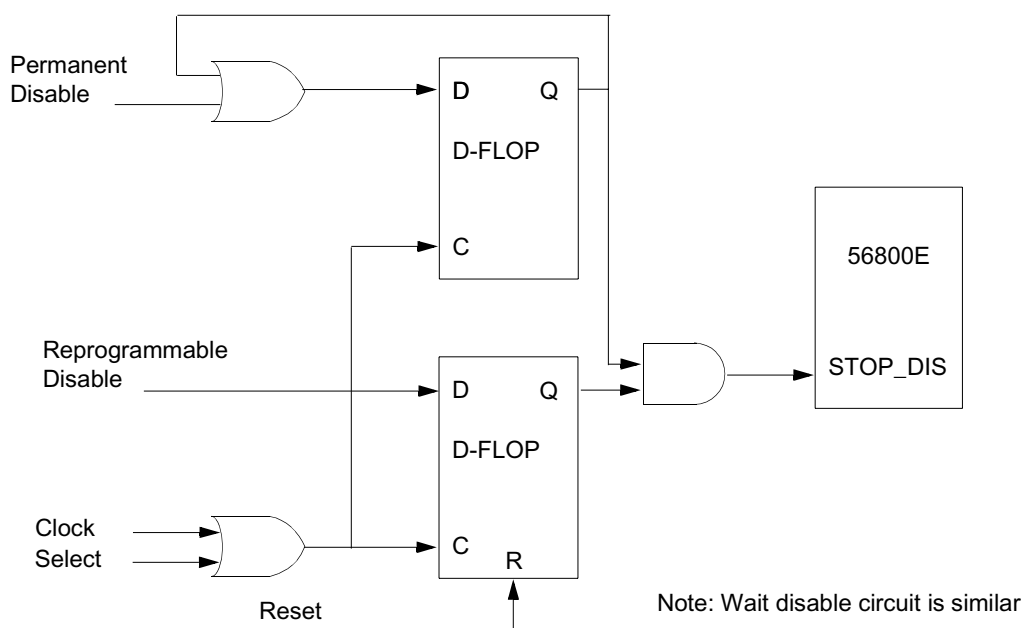 Permanent
Disable
D
Q
D-FLOP
C
56800E
STOP_DIS
Reprogrammable
Disable
D
Q
D-FLOP
C
R
Clock
Select
Reset
Note: Wait disable circuit is similar